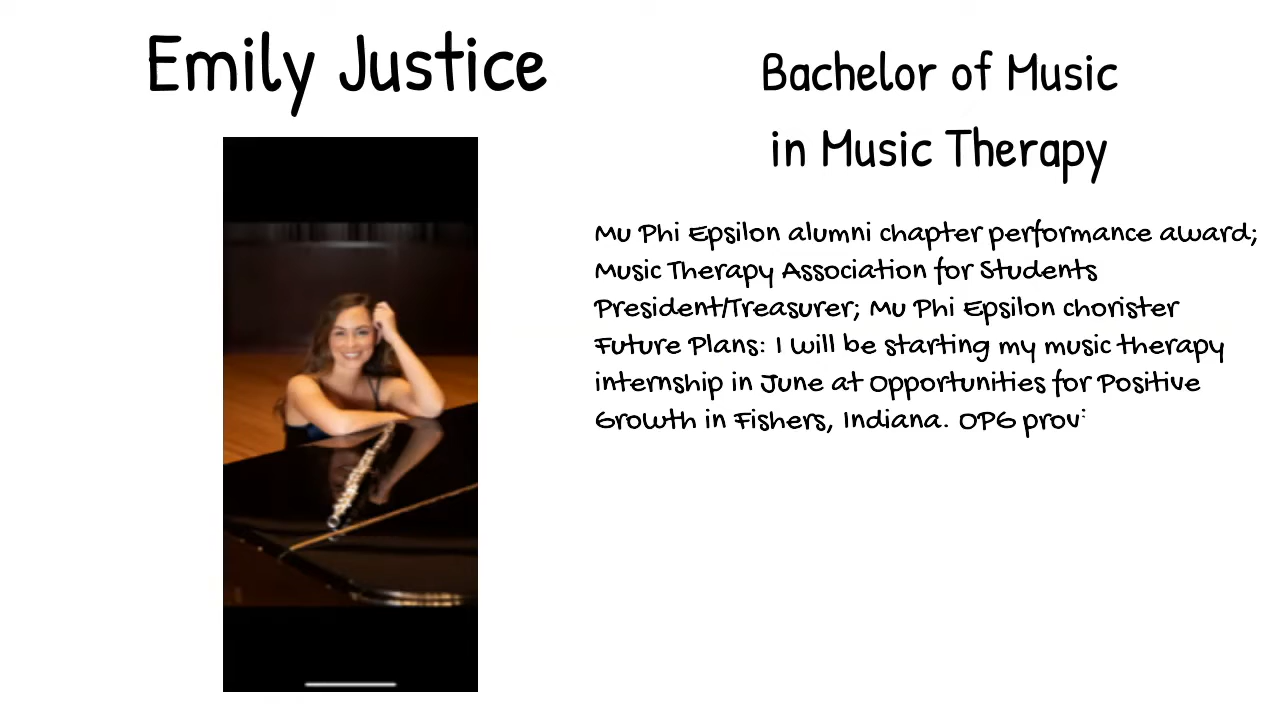 Emily Justice
Bachelor of Music
in Music Therapy
Mu Phi Epsilon alumni chapter performance award;
Music Therapy Association for Students
President/Treasurer; Mu Phi Epsilon chorister
Future Plans: I will be starting my music therapy
internship in June at Opportunities for Positive
Growth in Fishers, Indiana. OPG prov